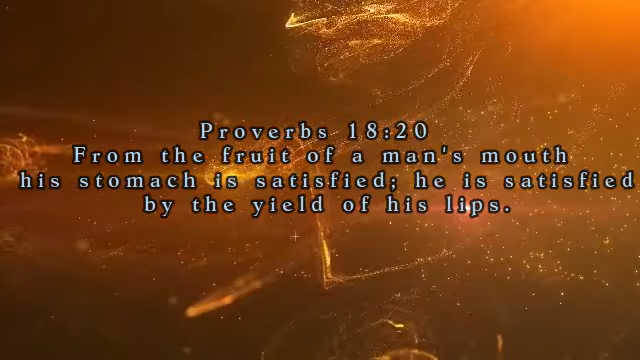 Proverbs 18:20
From the fruit of a man's mouth
his stomach is satisfied; he is satisfied
by the yield of his lips.